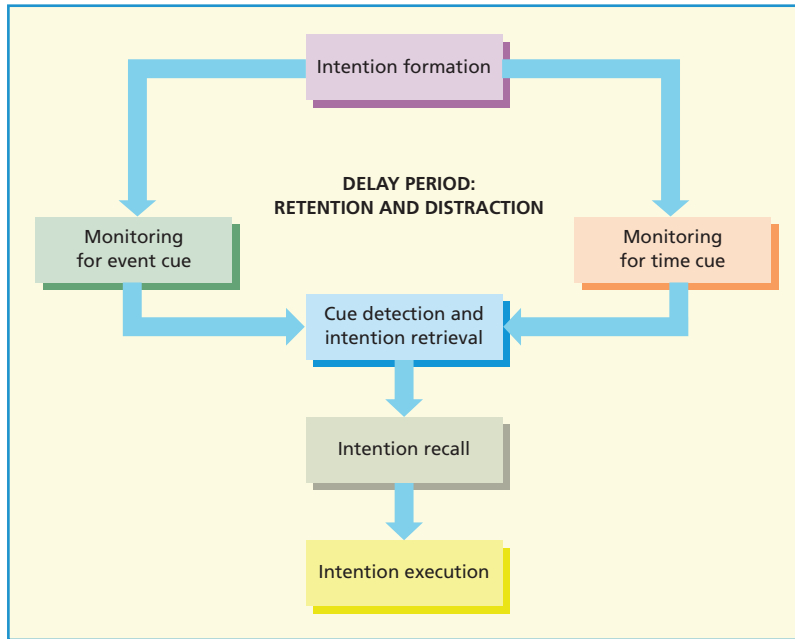 Intention formation
DELAY PERIOD:
RETENTION AND DISTRACTION
Monitoring
for event cue
Monitoring
for time cue
Cue detection and
intention retrieval
Intention recall
Intention execution